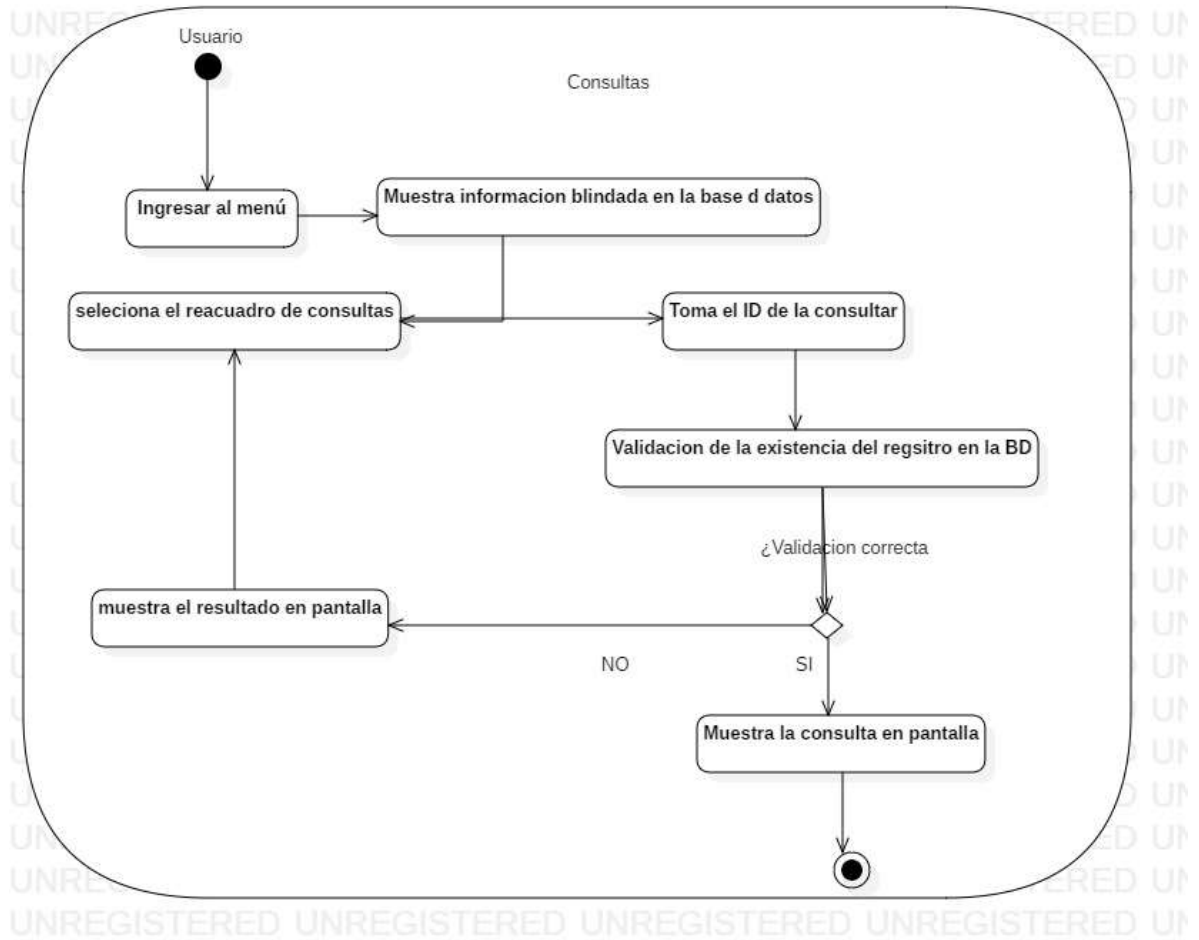 Usuario
Consultas
Ingresar al menú
Muestra informacion blindada en la base d datos
seleciona el reacuadro de consultas
Toma el ID de la consultar
Validacion de la existencia del regsitro en la BD
¿Validacion correcta
muestra el resultado en pantalla
NO
SI
Muestra la consulta en pantalla
UNREGISTERED UNREGISTERED UNREGISTERED UNREGISTERED UN